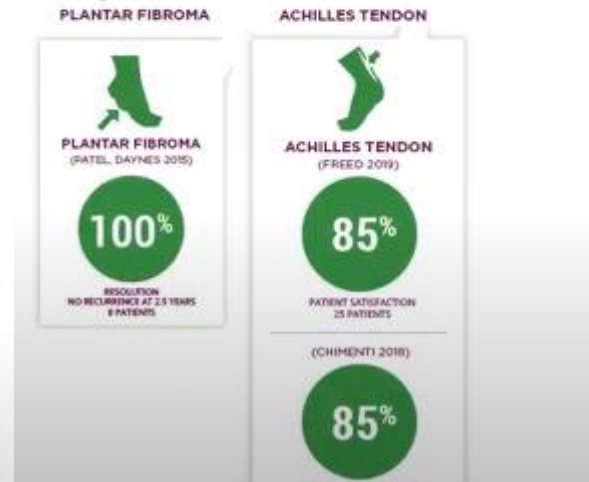 PLANTAR FIBROMA
PLANTAR FIBROMA
(PATEL, DAYNES 2015)
100%
RESOLUTION
NO RECURRENCE AT 2.5 YEARS
8 PATIENTS
ACHILLES TENDON
ACHILLES TENDON
(FREED 2019)
85%
PATIENT SATISFACTION
25 PATIENTS
(CHIMENTI 2018)
85%